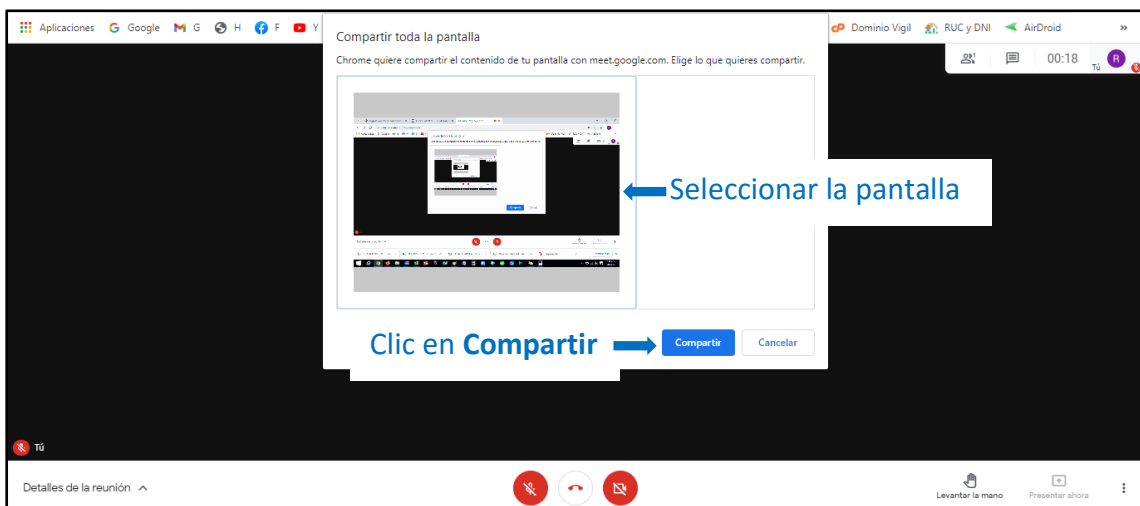 Aplicaciones Google M G H F Y Dominio Vigil RUC y DNI AirDroid »
Compartir toda la pantalla
Chrome quiere compartir el contenido de tu pantalla con meet.google.com. Elige lo que quieres compartir.
00:18 Tú R
Seleccionar la pantalla
Clic en Compartir
Compartir Cancelar
Tú
Detalles de la reunión
Levantar la mano Presentar ahora